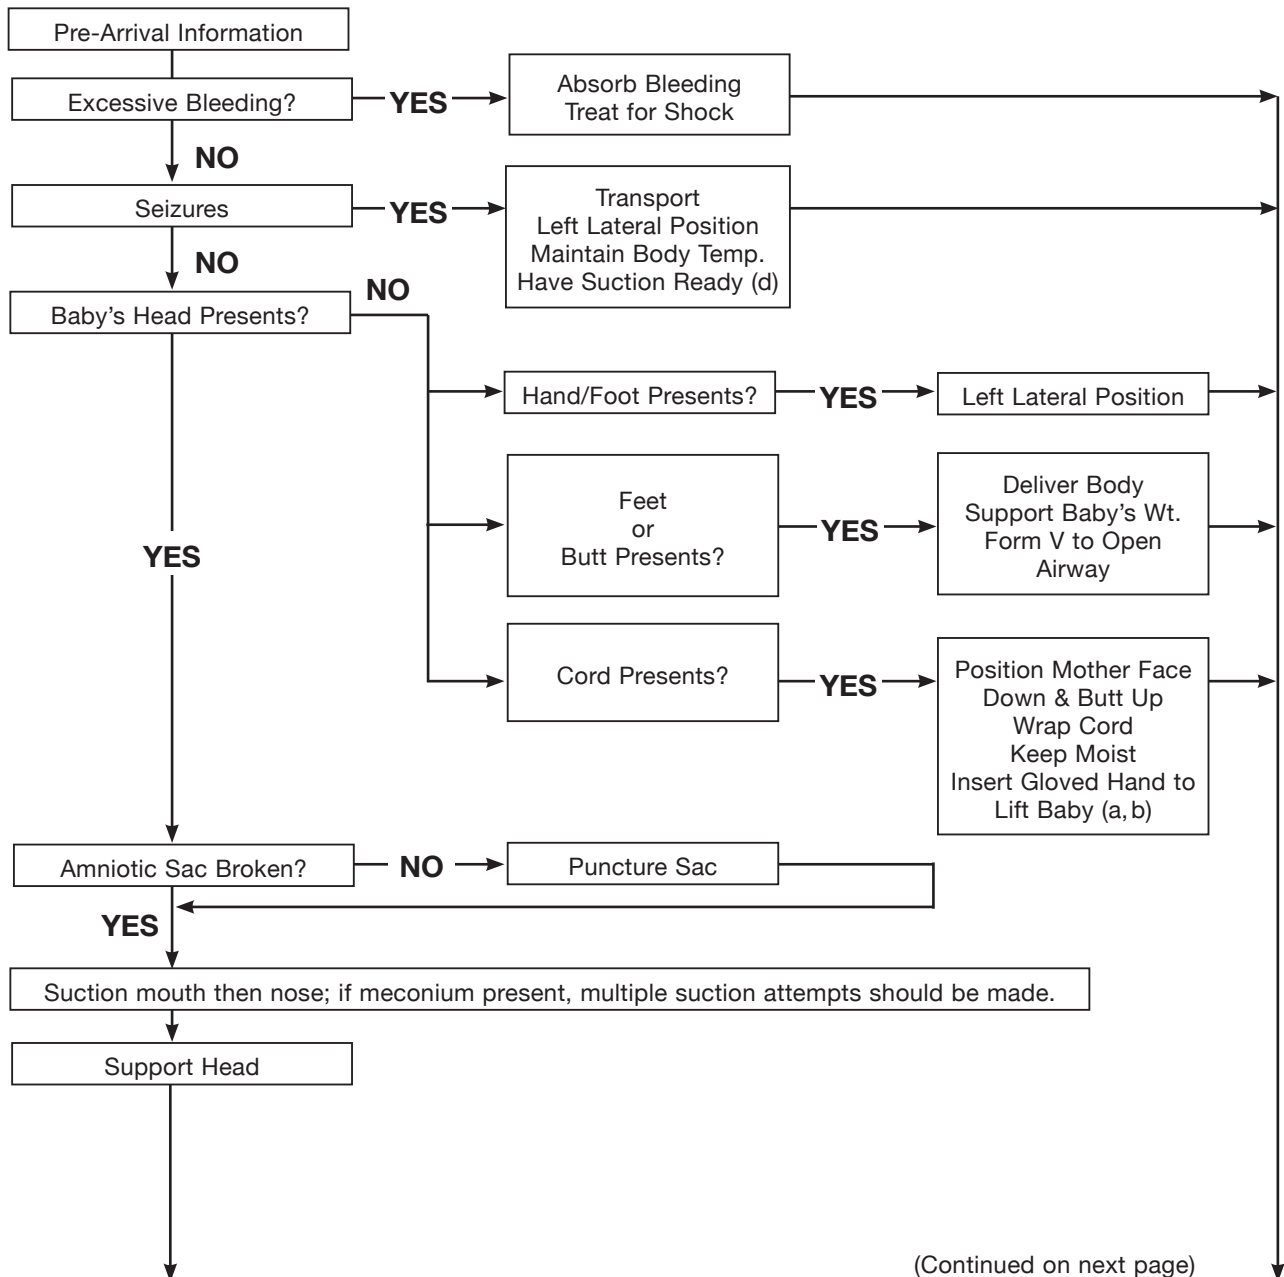 Pre-Arrival Information
Excessive Bleeding?
YES
Absorb Bleeding
Treat for Shock
NO
Seizures
YES
Transport
Left Lateral Position
Maintain Body Temp.
Have Suction Ready (d)
NO
Baby's Head Presents?
NO
Hand/Foot Presents?
YES
Left Lateral Position
Feet
or
Butt Presents?
YES
Deliver Body
Support Baby's Wt.
Form V to Open
Airway
Cord Presents?
YES
Position Mother Face
Down & Butt Up
Wrap Cord
Keep Moist
Insert Gloved Hand to
Lift Baby (a, b)
YES
Amniotic Sac Broken?
NO
Puncture Sac
YES
Suction mouth then nose; if meconium present, multiple suction attempts should be made.
Support Head
(Continued on next page)